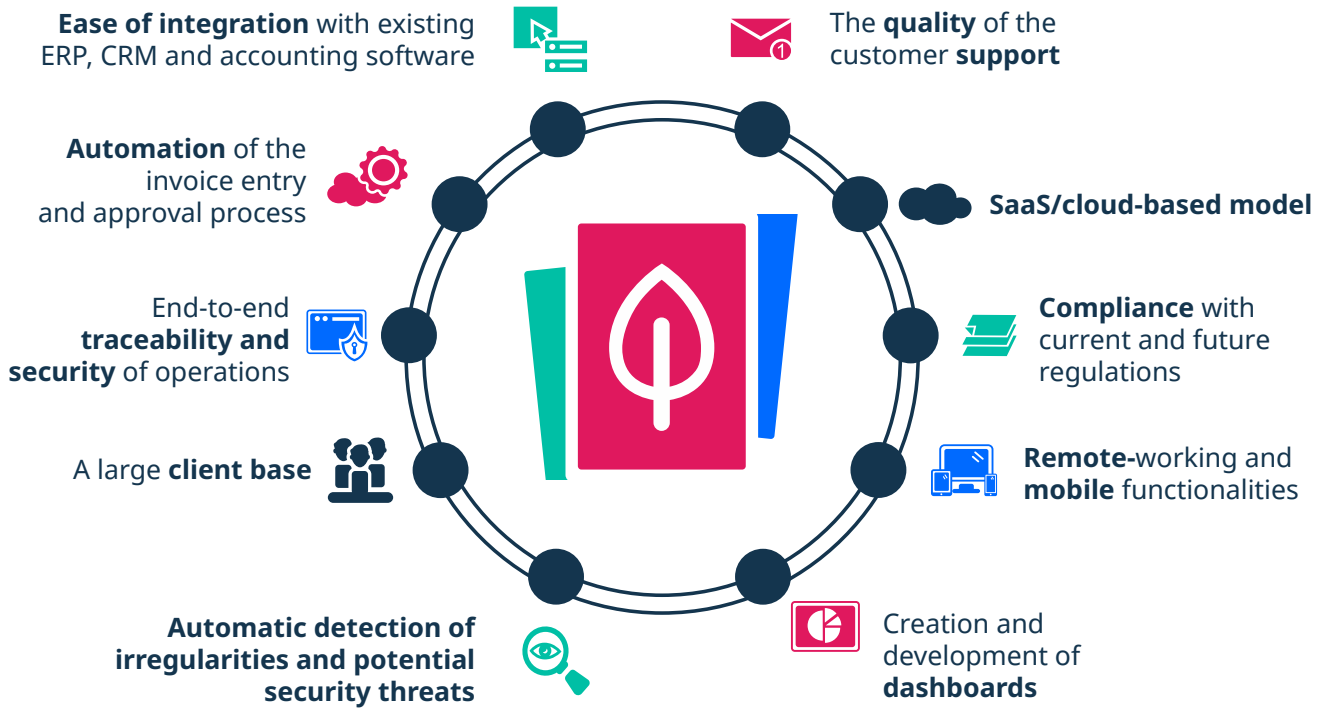 Ease of integration with existing
ERP, CRM and accounting software
1
The quality of the
customer support
Automation of the
invoice entry
and approval process
SaaS/cloud-based model
End-to-end
traceability and
security of operations
Compliance with
current and future
regulations
A large client base
Remote-working and
mobile functionalities
Automatic detection of
irregularities and potential
security threats
Creation and
development of
dashboards